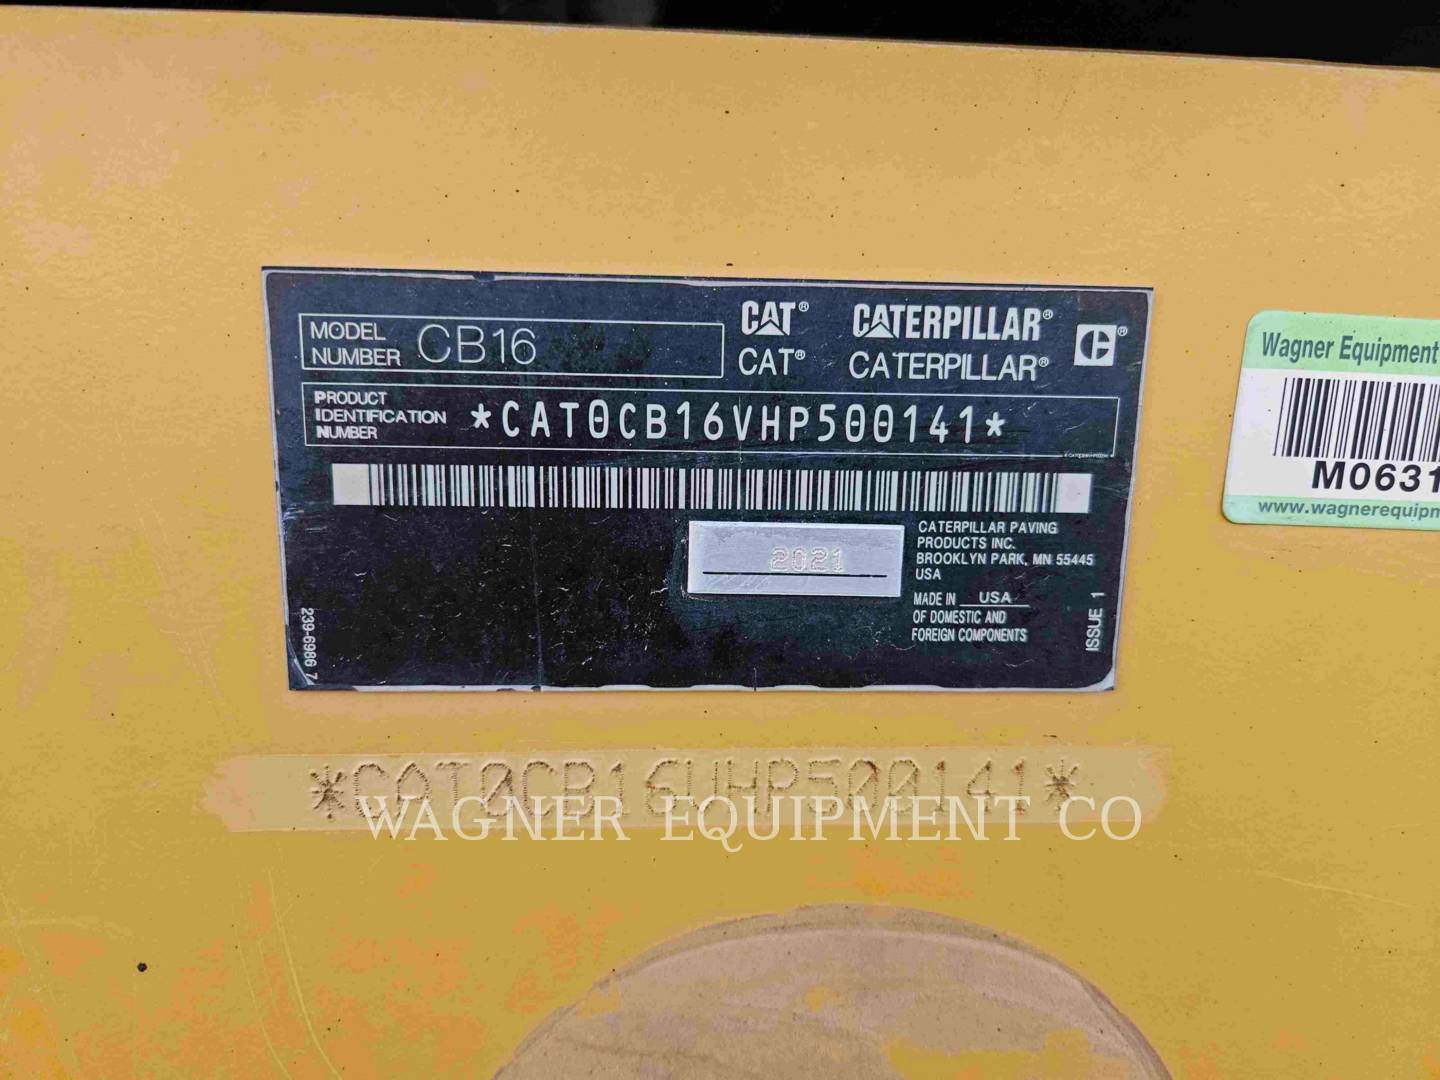 MODEL NUMBER CB16
CAT® CATERPILLAR®
CAT® CATERPILLAR®
PRODUCT IDENTIFICATION NUMBER *CAT0CB16VHP500141*
2021
CATERPILLAR PAVING
PRODUCTS INC.
BROOKLYN PARK, MN 55445
USA
MADE IN USA
OF DOMESTIC AND
FOREIGN COMPONENTS
ISSUE 1
239-6986 7
Wagner Equipment
M0631
www.wagnerequipm
*CAT0CB16VHP500141*
WAGNER EQUIPMENT CO